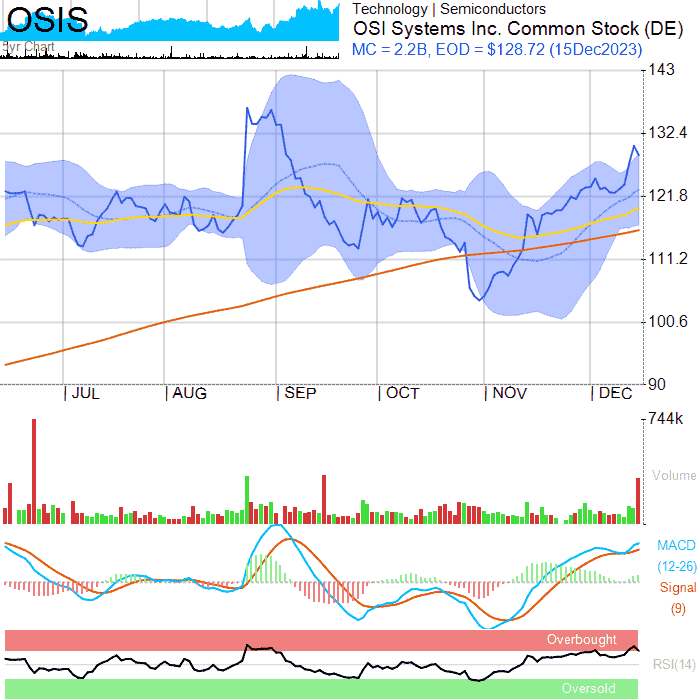 OSIS
5yr Chart
Technology | Semiconductors
OSI Systems Inc. Common Stock (DE)
MC = 2.2B, EOD = $128.72 (15Dec2023)
143
132.4
121.8
111.2
100.6
90
| JUL | AUG | SEP | OCT | NOV | DEC
744k
Volume
MACD
(12-26)
Signal
(9)
Overbought
RSI(14)
Oversold